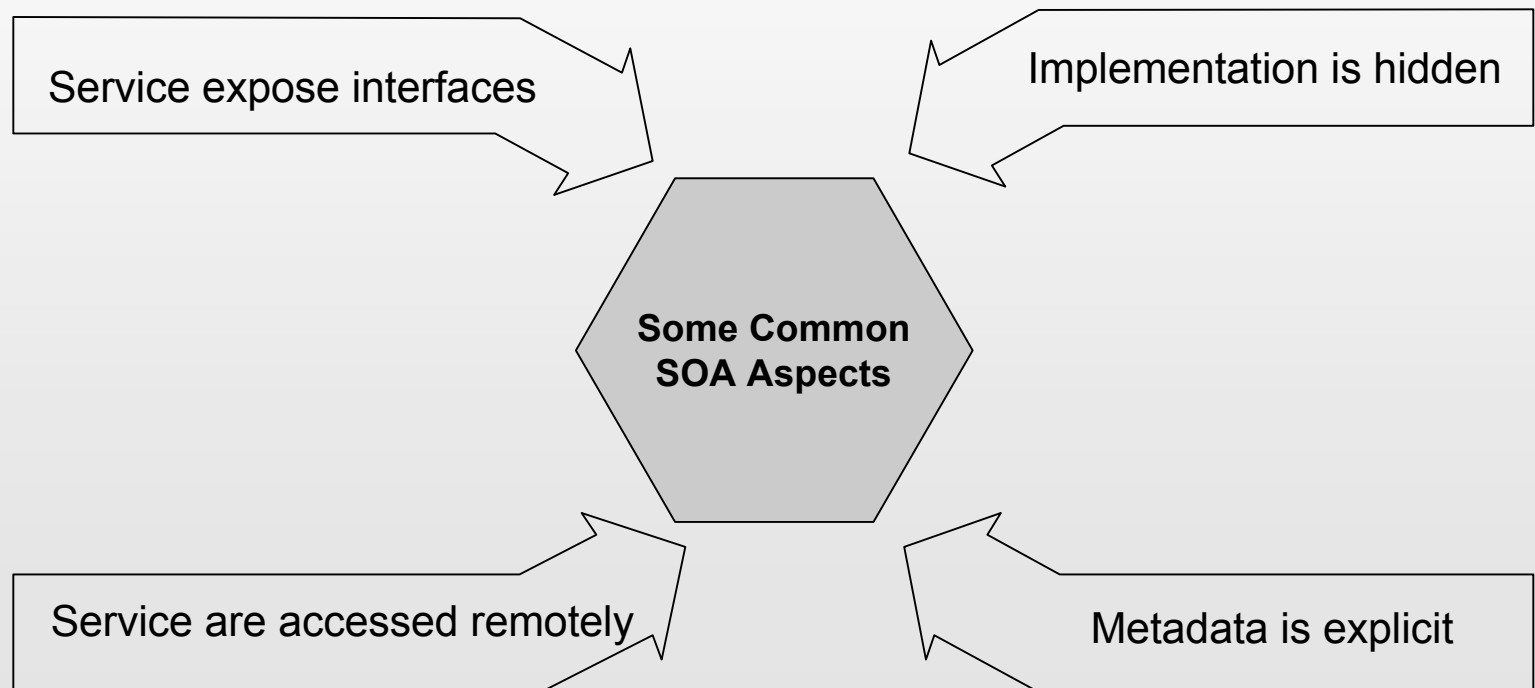 Service expose interfaces
Implementation is hidden
Some Common
SOA Aspects
Service are accessed remotely
Metadata is explicit